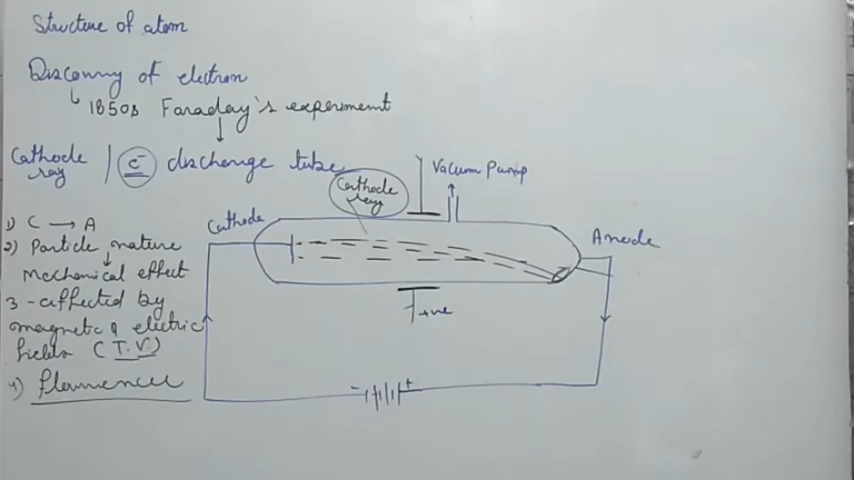 Structure of atom
Discovery of electron
1850s Faraday's experiment
Cathode ray | e⁻ discharge tube
Cathode ray
Vacuum Pump
Cathode
Anode
1) C → A
2) Particle nature
Mechanical effect
3 - affected by
magnetic & electric
fields (T.V.)
+ve
4)
- +